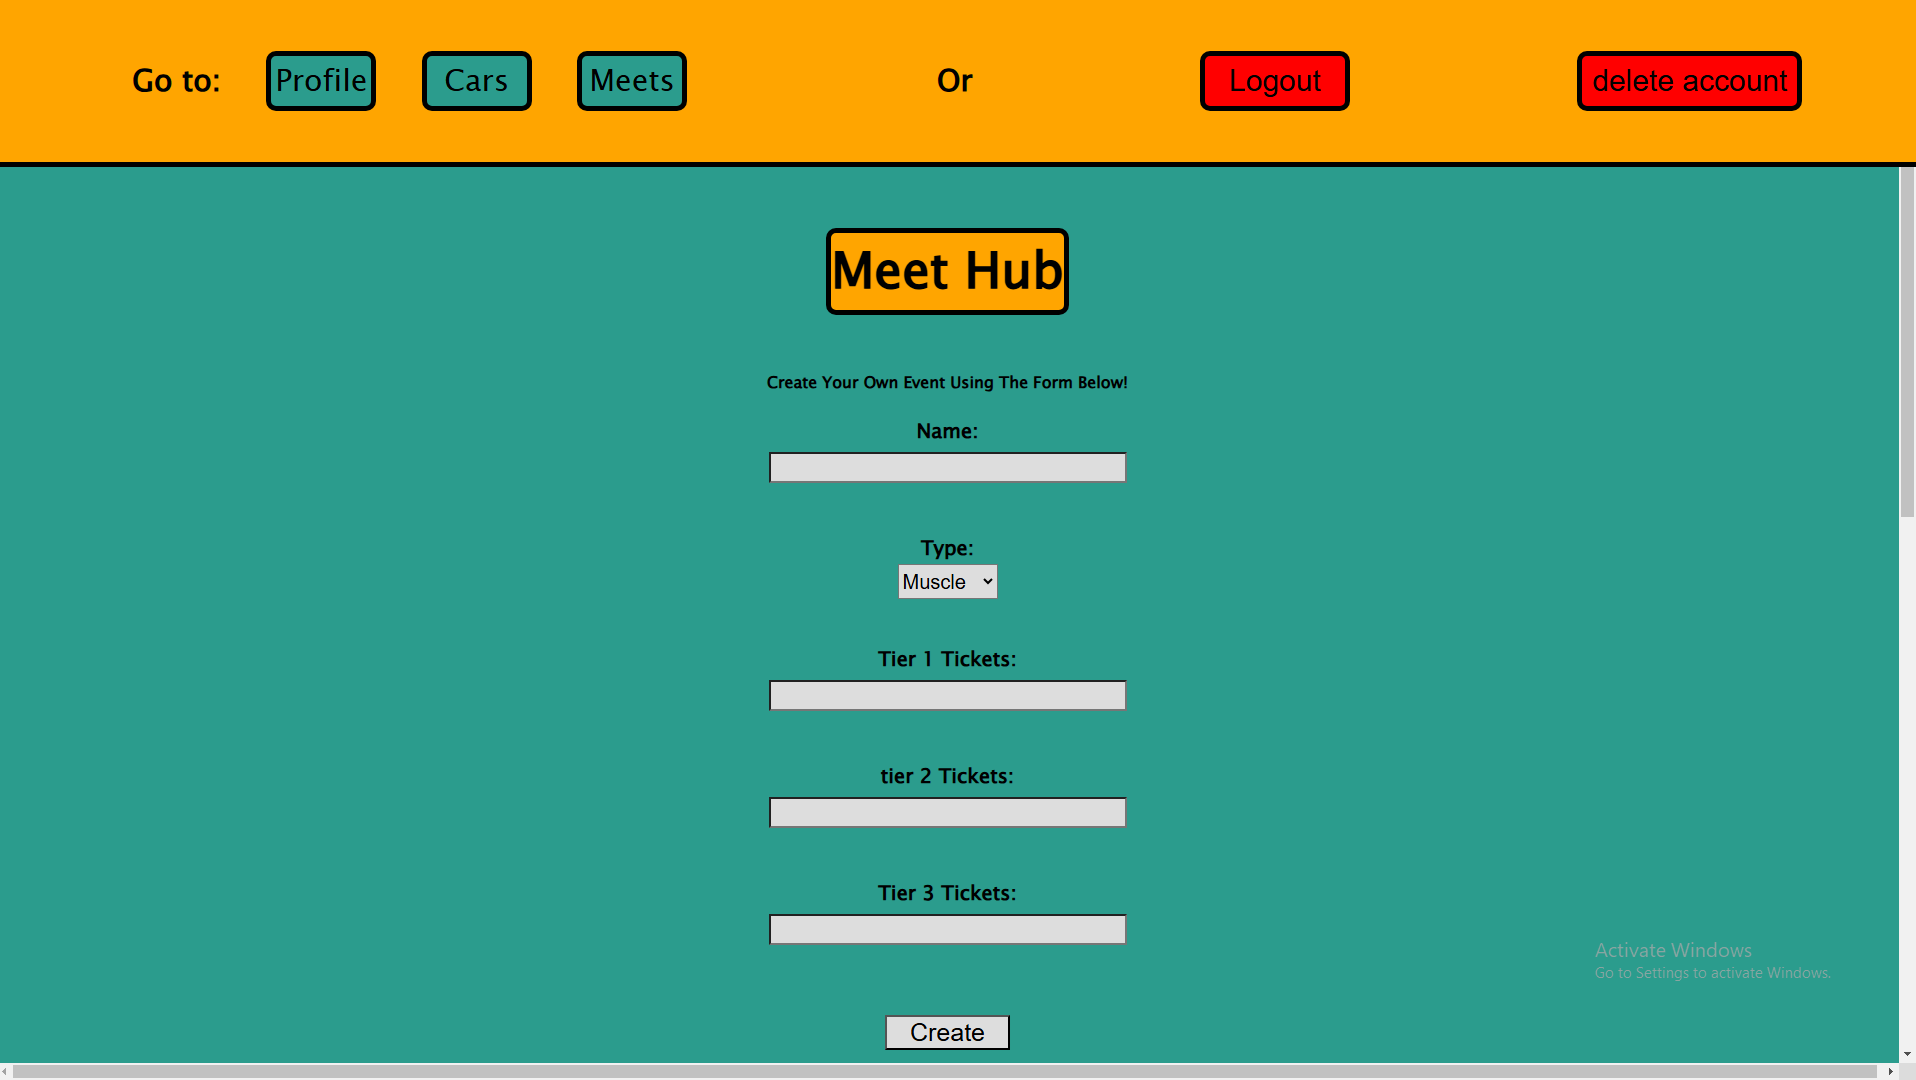 Go to: Profile Cars Meets Or Logout delete account
Meet Hub
Create Your Own Event Using The Form Below!
Name:
Type:
Muscle
Tier 1 Tickets:
tier 2 Tickets:
Tier 3 Tickets:
Activate Windows
Go to Settings to activate Windows.
Create